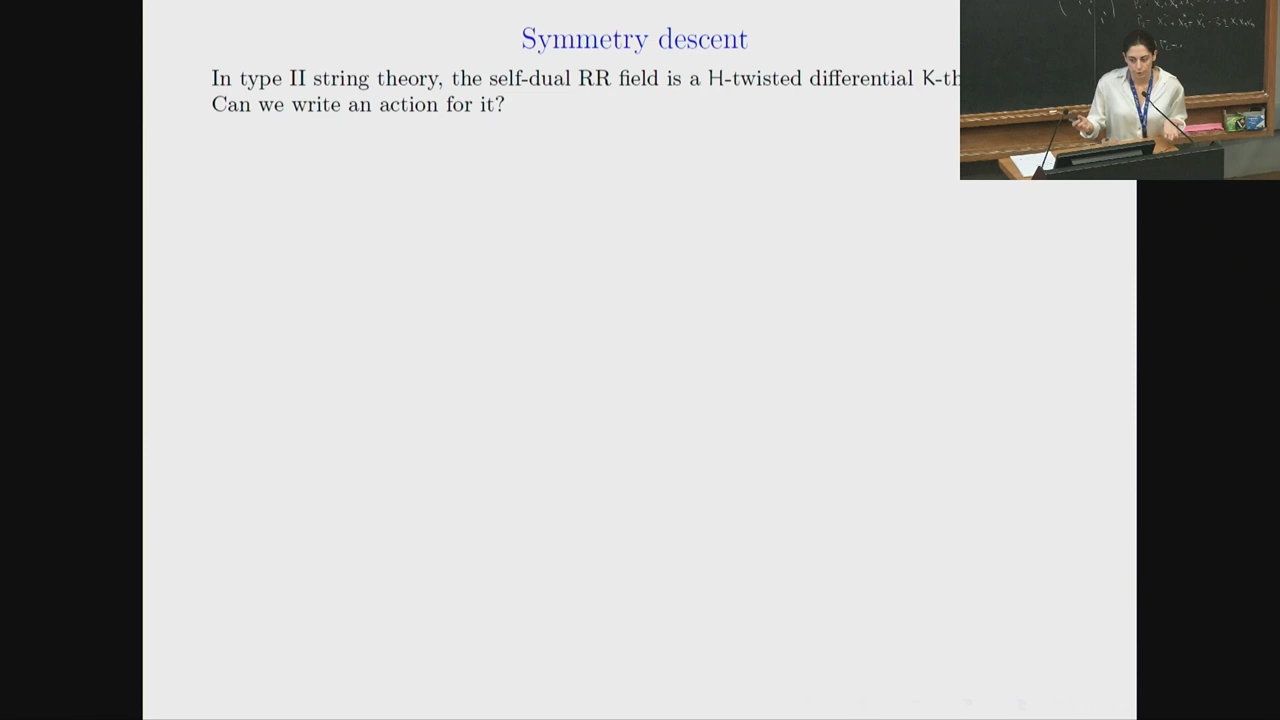 Symmetry descent
In type II string theory, the self-dual RR field is a H-twisted differential K-th
Can we write an action for it?